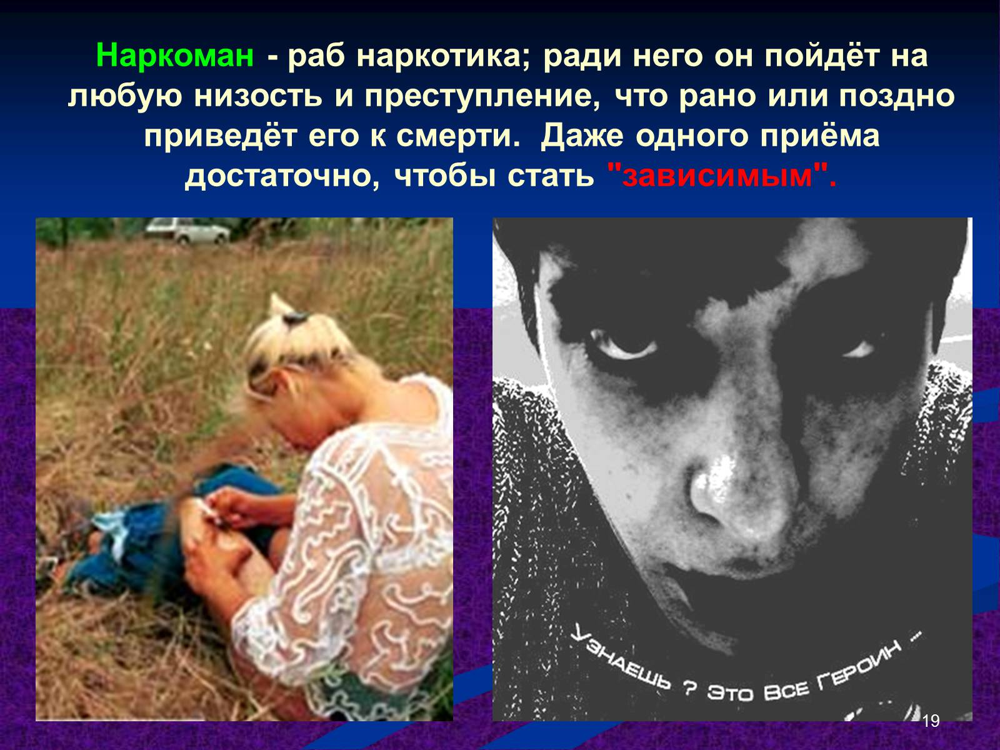 Наркоман - раб наркотика; ради него он пойдёт на
любую низость и преступление, что рано или поздно
приведёт его к смерти.  Даже одного приёма
достаточно, чтобы стать "зависимым".
Узнаешь ? Это Все Героин ...
19